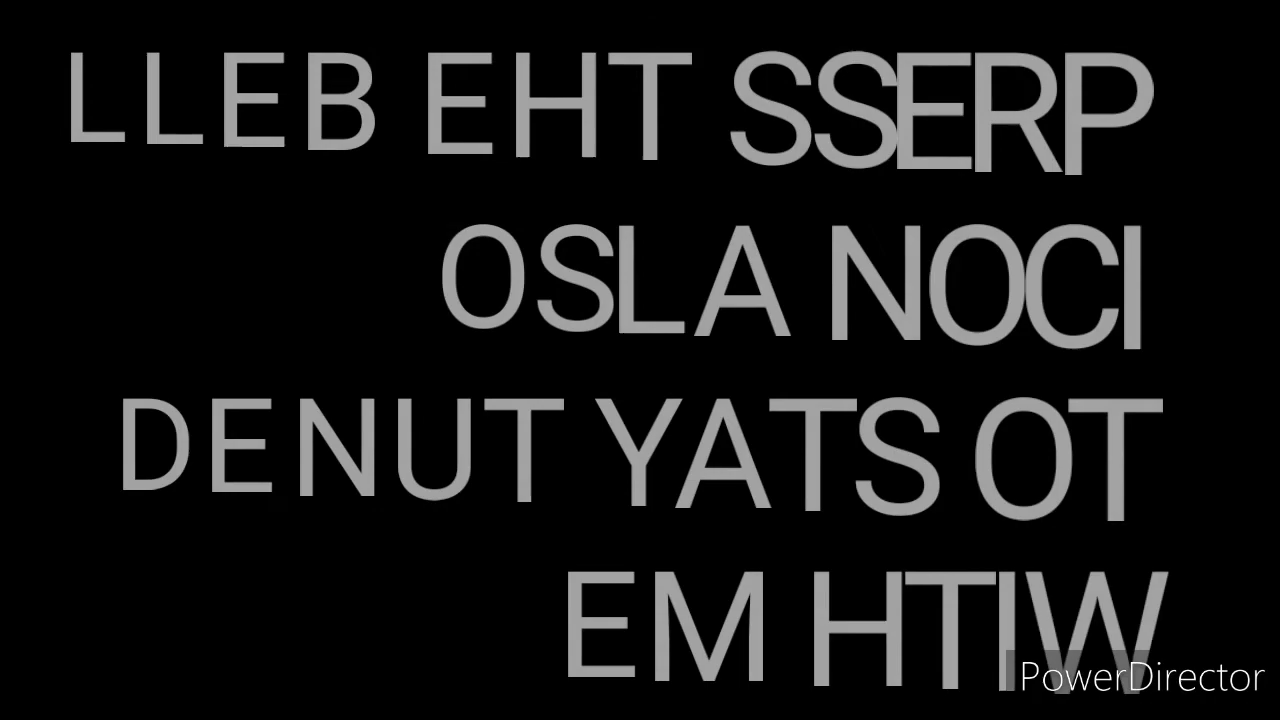 LLEB EHT SSERP
OSLA NOCI
DENUT YATS OT
EM HTIW
PowerDirector